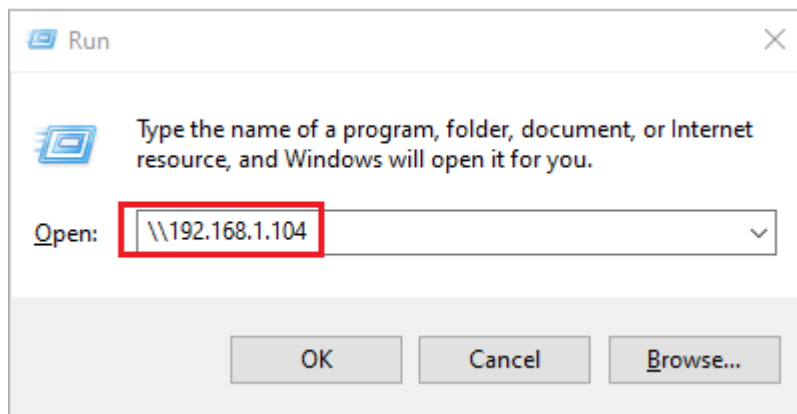 Run
Type the name of a program, folder, document, or Internet
resource, and Windows will open it for you.
Open: \\192.168.1.104
OK Cancel Browse...